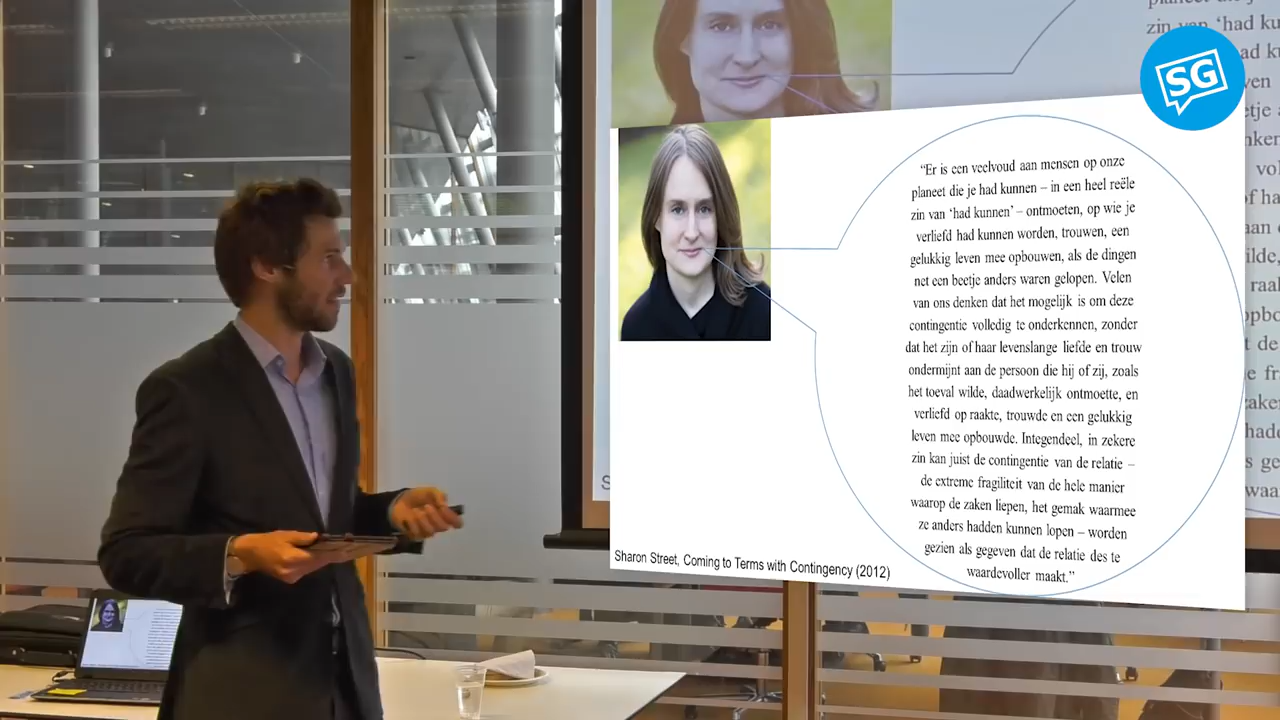 SG
"Er is een veelvoud aan mensen op onze
planeet die je had kunnen – in een heel reële
zin van 'had kunnen' – ontmoeten, op wie je
verliefd had kunnen worden, trouwen, een
gelukkig leven mee opbouwen, als de dingen
net een beetje anders waren gelopen. Velen
van ons denken dat het mogelijk is om deze
contingentie volledig te onderkennen, zonder
dat het zijn of haar levenslange liefde en trouw
ondermijnt aan de persoon die hij of zij, zoals
het toeval wilde, daadwerkelijk ontmoette, en
verliefd op raakte, trouwde en een gelukkig
leven mee opbouwde. Integendeel, in zekere
zin kan juist de contingentie van de relatie –
de extreme fragiliteit van de hele manier
waarop de zaken liepen, het gemak waarmee
ze anders hadden kunnen lopen – worden
gezien als gegeven dat de relatie des te
waardevoller maakt."
Sharon Street, Coming to Terms with Contingency (2012)